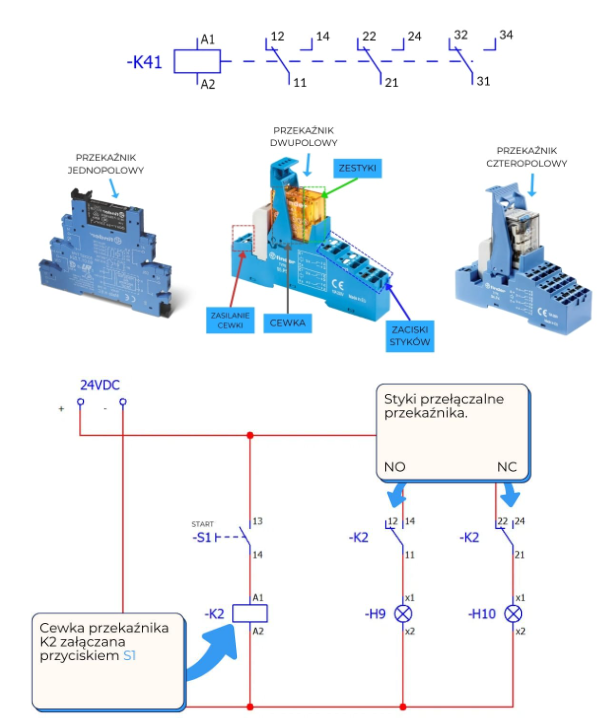 A1
12
14
22
24
32
34
-K41
A2
11
21
31
PRZEKAŹNIK
JEDNOPOLOWY
PRZEKAŹNIK
DWUPOLOWY
ZESTYKI
PRZEKAŹNIK
CZTEROPOLOWY
finder
ZASILANIE
CEWKI
CEWKA
ZACISKI
STYKÓW
24VDC
+
-
Styki przełączalne
przekaźnika.
NO
NC
START
13
-S1
14
12
14
-K2
11
22
24
-K2
21
A1
-K2
A2
x1
-H9
x2
x1
-H10
x2
Cewka przekaźnika
K2 załączana
przyciskiem S1